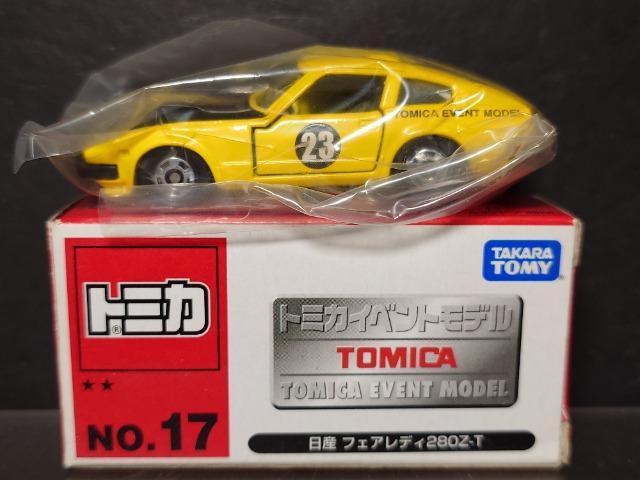 TOMICA EVENT MODEL
23
TAKARA
TOMY
トミカ
®
トミカイベントモデル
TOMICA
TOMICA EVENT MODEL
★★
NO.17
日産 フェアレディ280Z-T